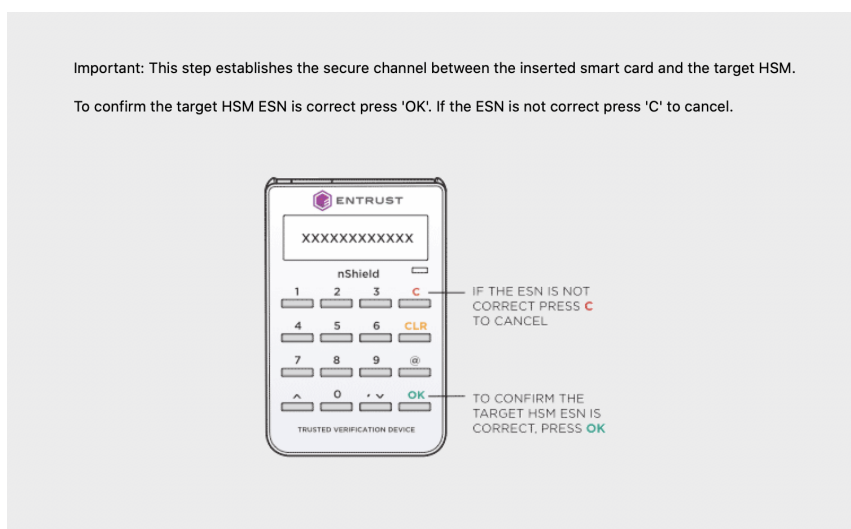 Important: This step establishes the secure channel between the inserted smart card and the target HSM.
To confirm the target HSM ESN is correct press 'OK'. If the ESN is not correct press 'C' to cancel.
ENTRUST
XXXXXXXXXXXX
nShield
1 2 3 C
4 5 6 CLR
7 8 9 @
0 OK
TRUSTED VERIFICATION DEVICE
IF THE ESN IS NOT
CORRECT PRESS C
TO CANCEL
TO CONFIRM THE
TARGET HSM ESN IS
CORRECT, PRESS OK